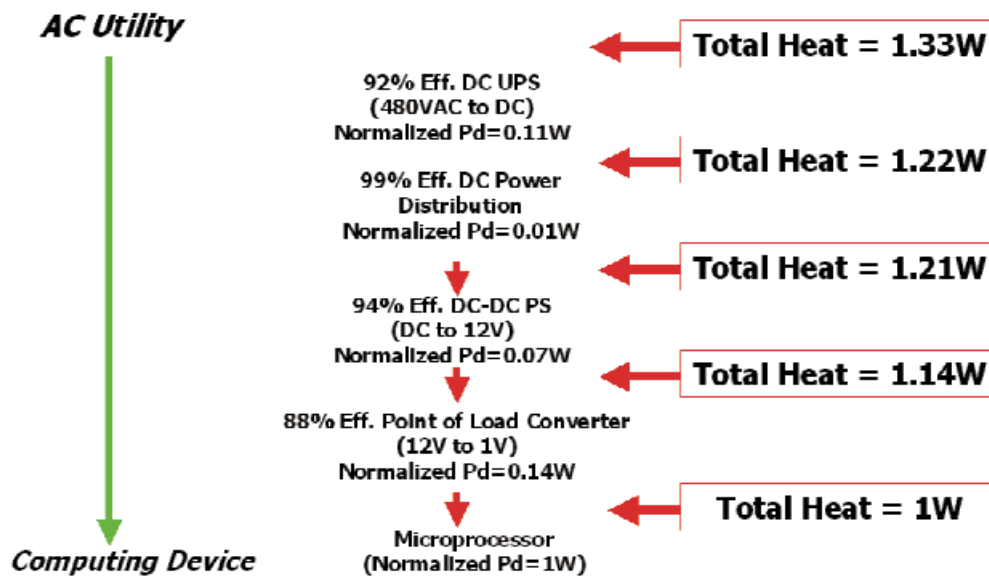 AC Utility
Total Heat = 1.33W
92% Eff. DC UPS
(480VAC to DC)
Normalized Pd=0.11W
Total Heat = 1.22W
99% Eff. DC Power
Distribution
Normalized Pd=0.01W
Total Heat = 1.21W
94% Eff. DC-DC PS
(DC to 12V)
Normalized Pd=0.07W
Total Heat = 1.14W
88% Eff. Point of Load Converter
(12V to 1V)
Normalized Pd=0.14W
Total Heat = 1W
Microprocessor
(Normalized Pd=1W)
Computing Device